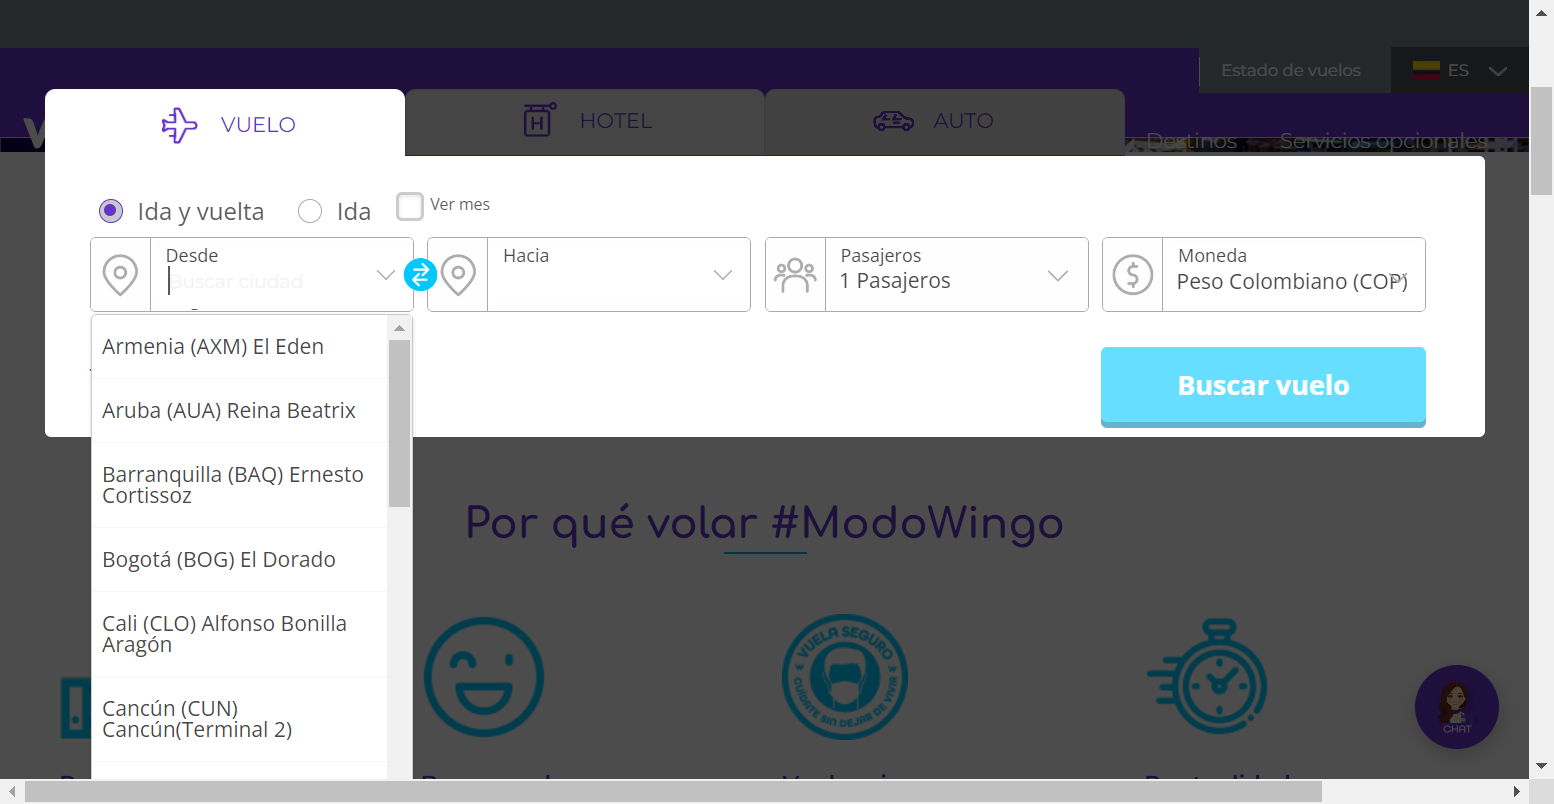 Estado de vuelos
ES
VUELO
HOTEL
AUTO
Destinos
Servicios opcionales
Ida y vuelta
Ida
Ver mes
Desde
Buscar ciudad
Hacia
Pasajeros
1 Pasajeros
Moneda
Peso Colombiano (COP)
Armenia (AXM) El Eden
Aruba (AUA) Reina Beatrix
Barranquilla (BAQ) Ernesto
Cortissoz
Bogotá (BOG) El Dorado
Cali (CLO) Alfonso Bonilla
Aragón
Cancún (CUN)
Cancún(Terminal 2)
Buscar vuelo
Por qué volar #ModoWingo
VUELA SEGURO
CUÍDATE SIN DEJAR DE VIVIR
CHAT